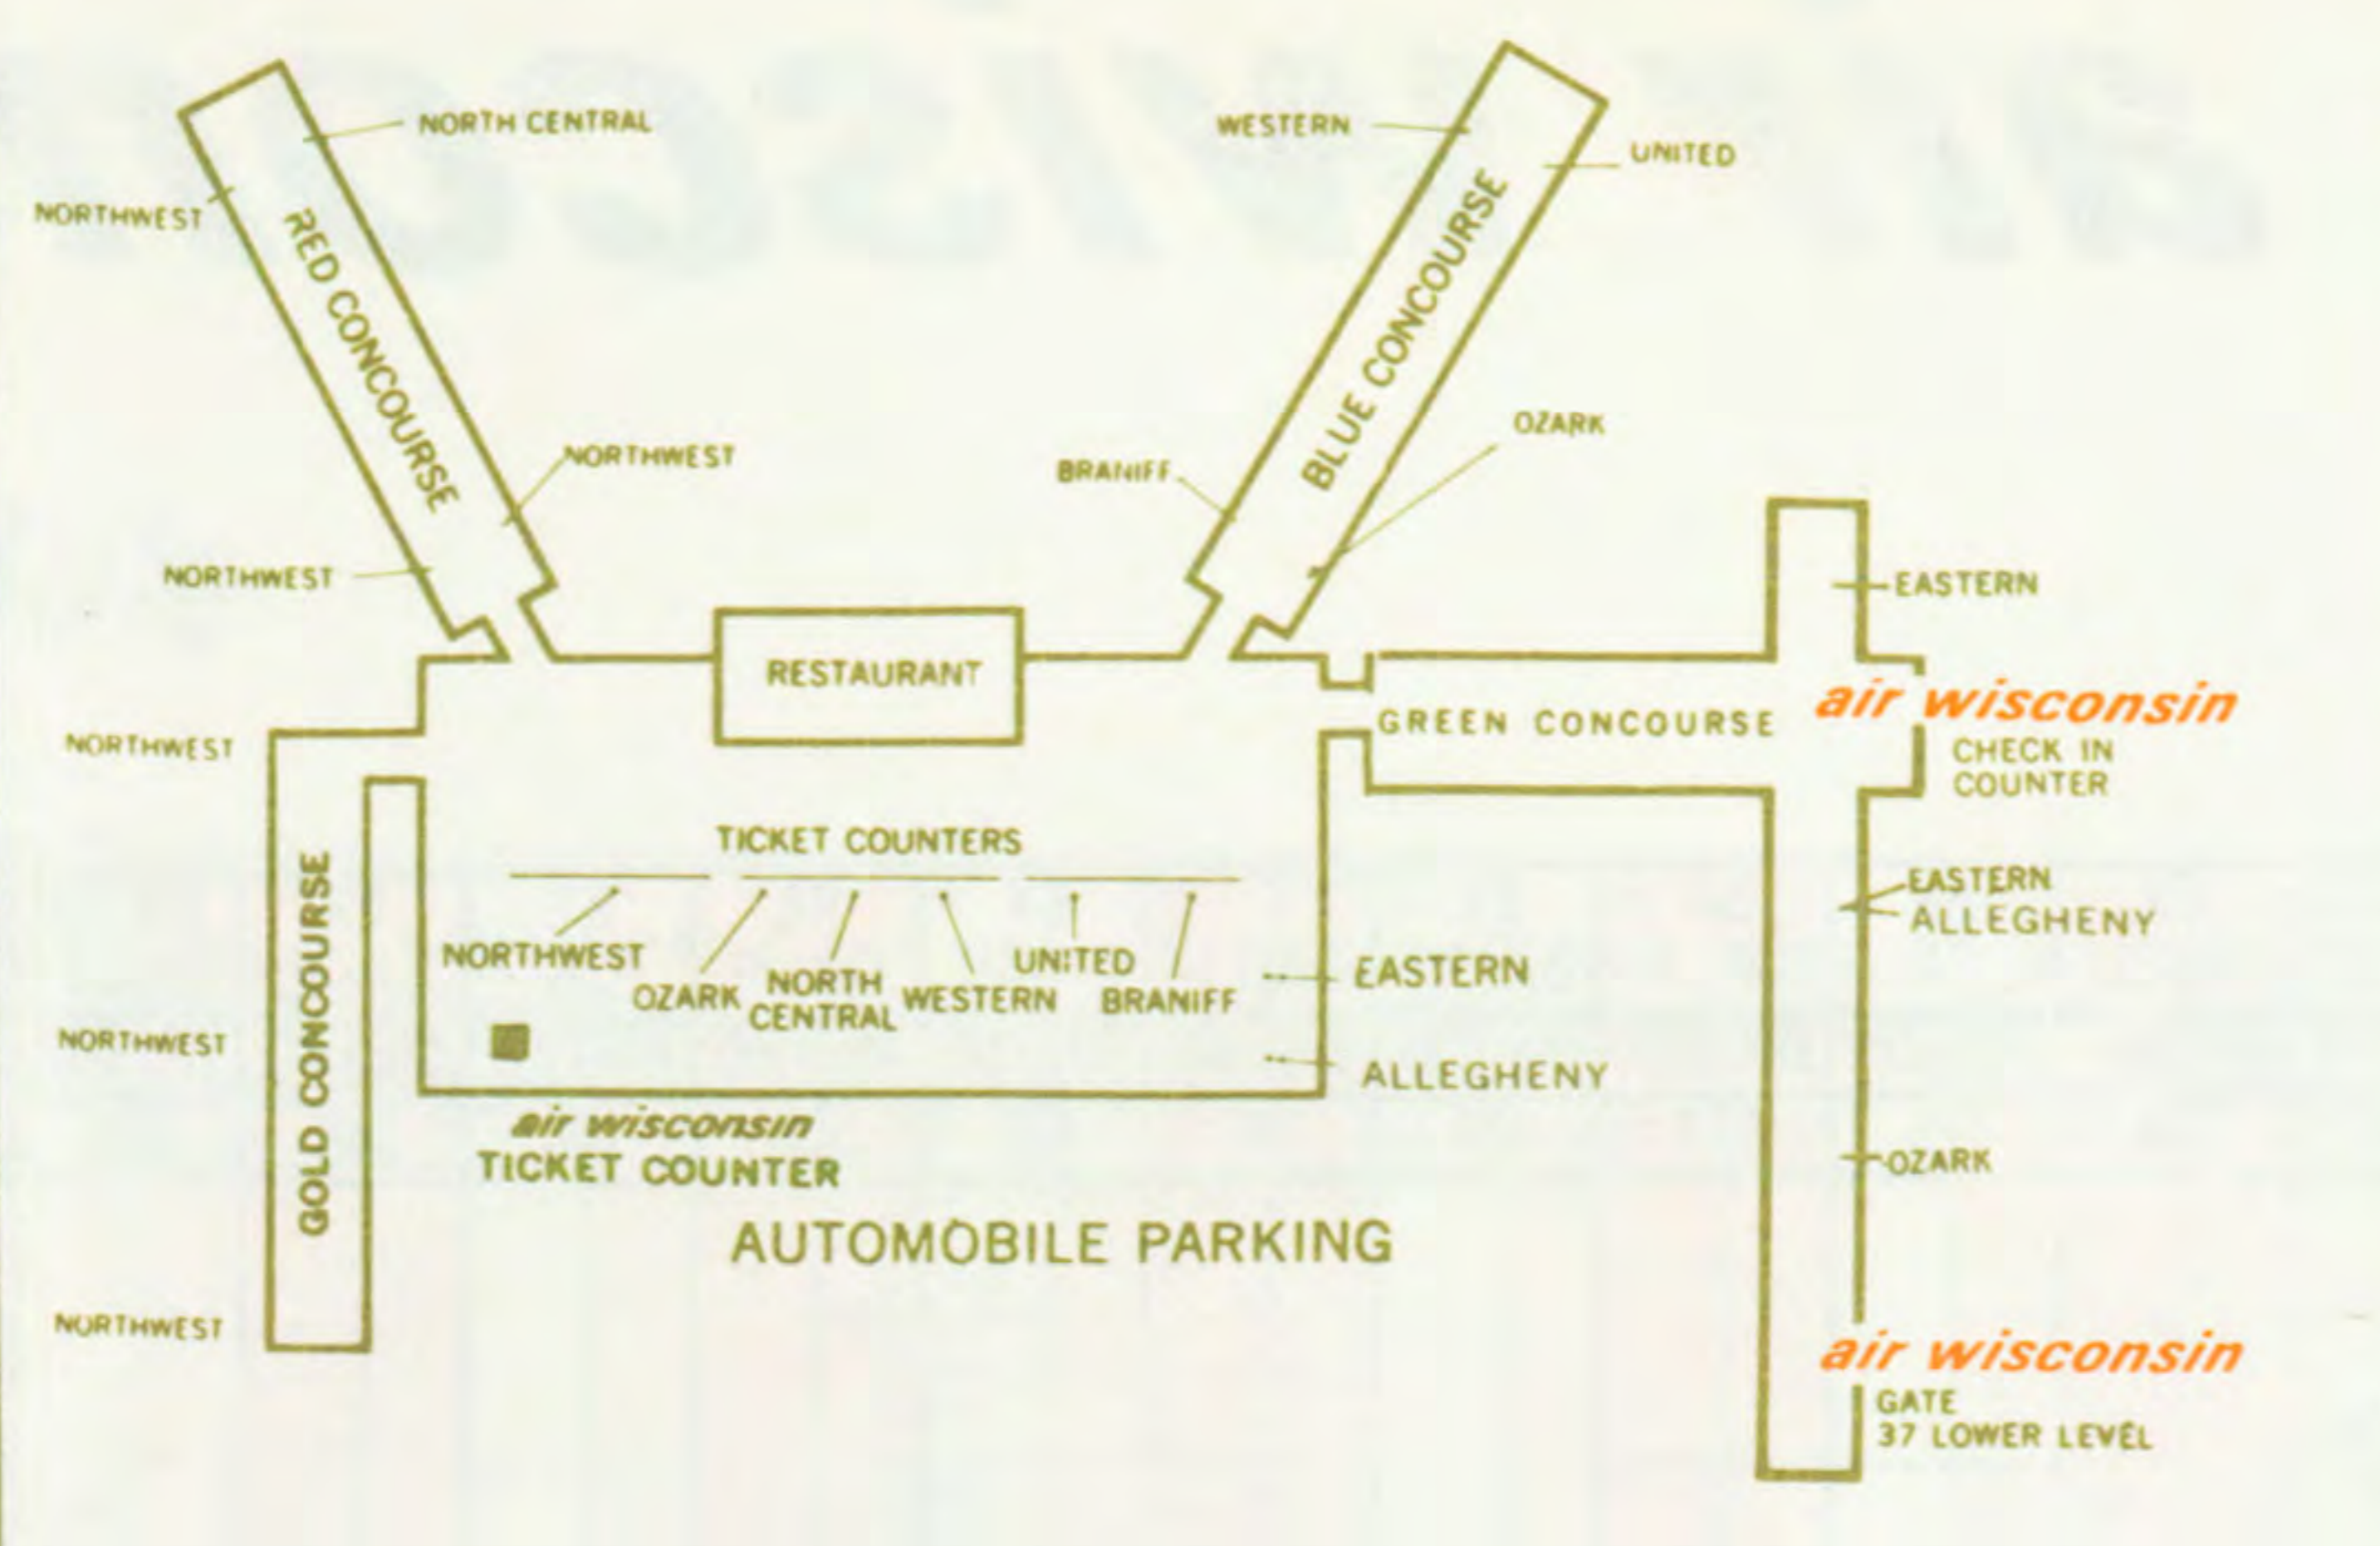 NORTH CENTRAL
WESTERN
UNITED
NORTHWEST
RED CONCOURSE
BLUE CONCOURSE
OZARK
NORTHWEST
BRANIFF
NORTHWEST
EASTERN
RESTAURANT
air wisconsin
GREEN CONCOURSE
CHECK IN
COUNTER
NORTHWEST
TICKET COUNTERS
EASTERN
ALLEGHENY
GOLD CONCOURSE
NORTHWEST
OZARK
NORTH
CENTRAL
WESTERN
UNITED
BRANIFF
EASTERN
ALLEGHENY
NORTHWEST
air wisconsin
TICKET COUNTER
OZARK
AUTOMOBILE PARKING
NORTHWEST
air wisconsin
GATE
37 LOWER LEVEL